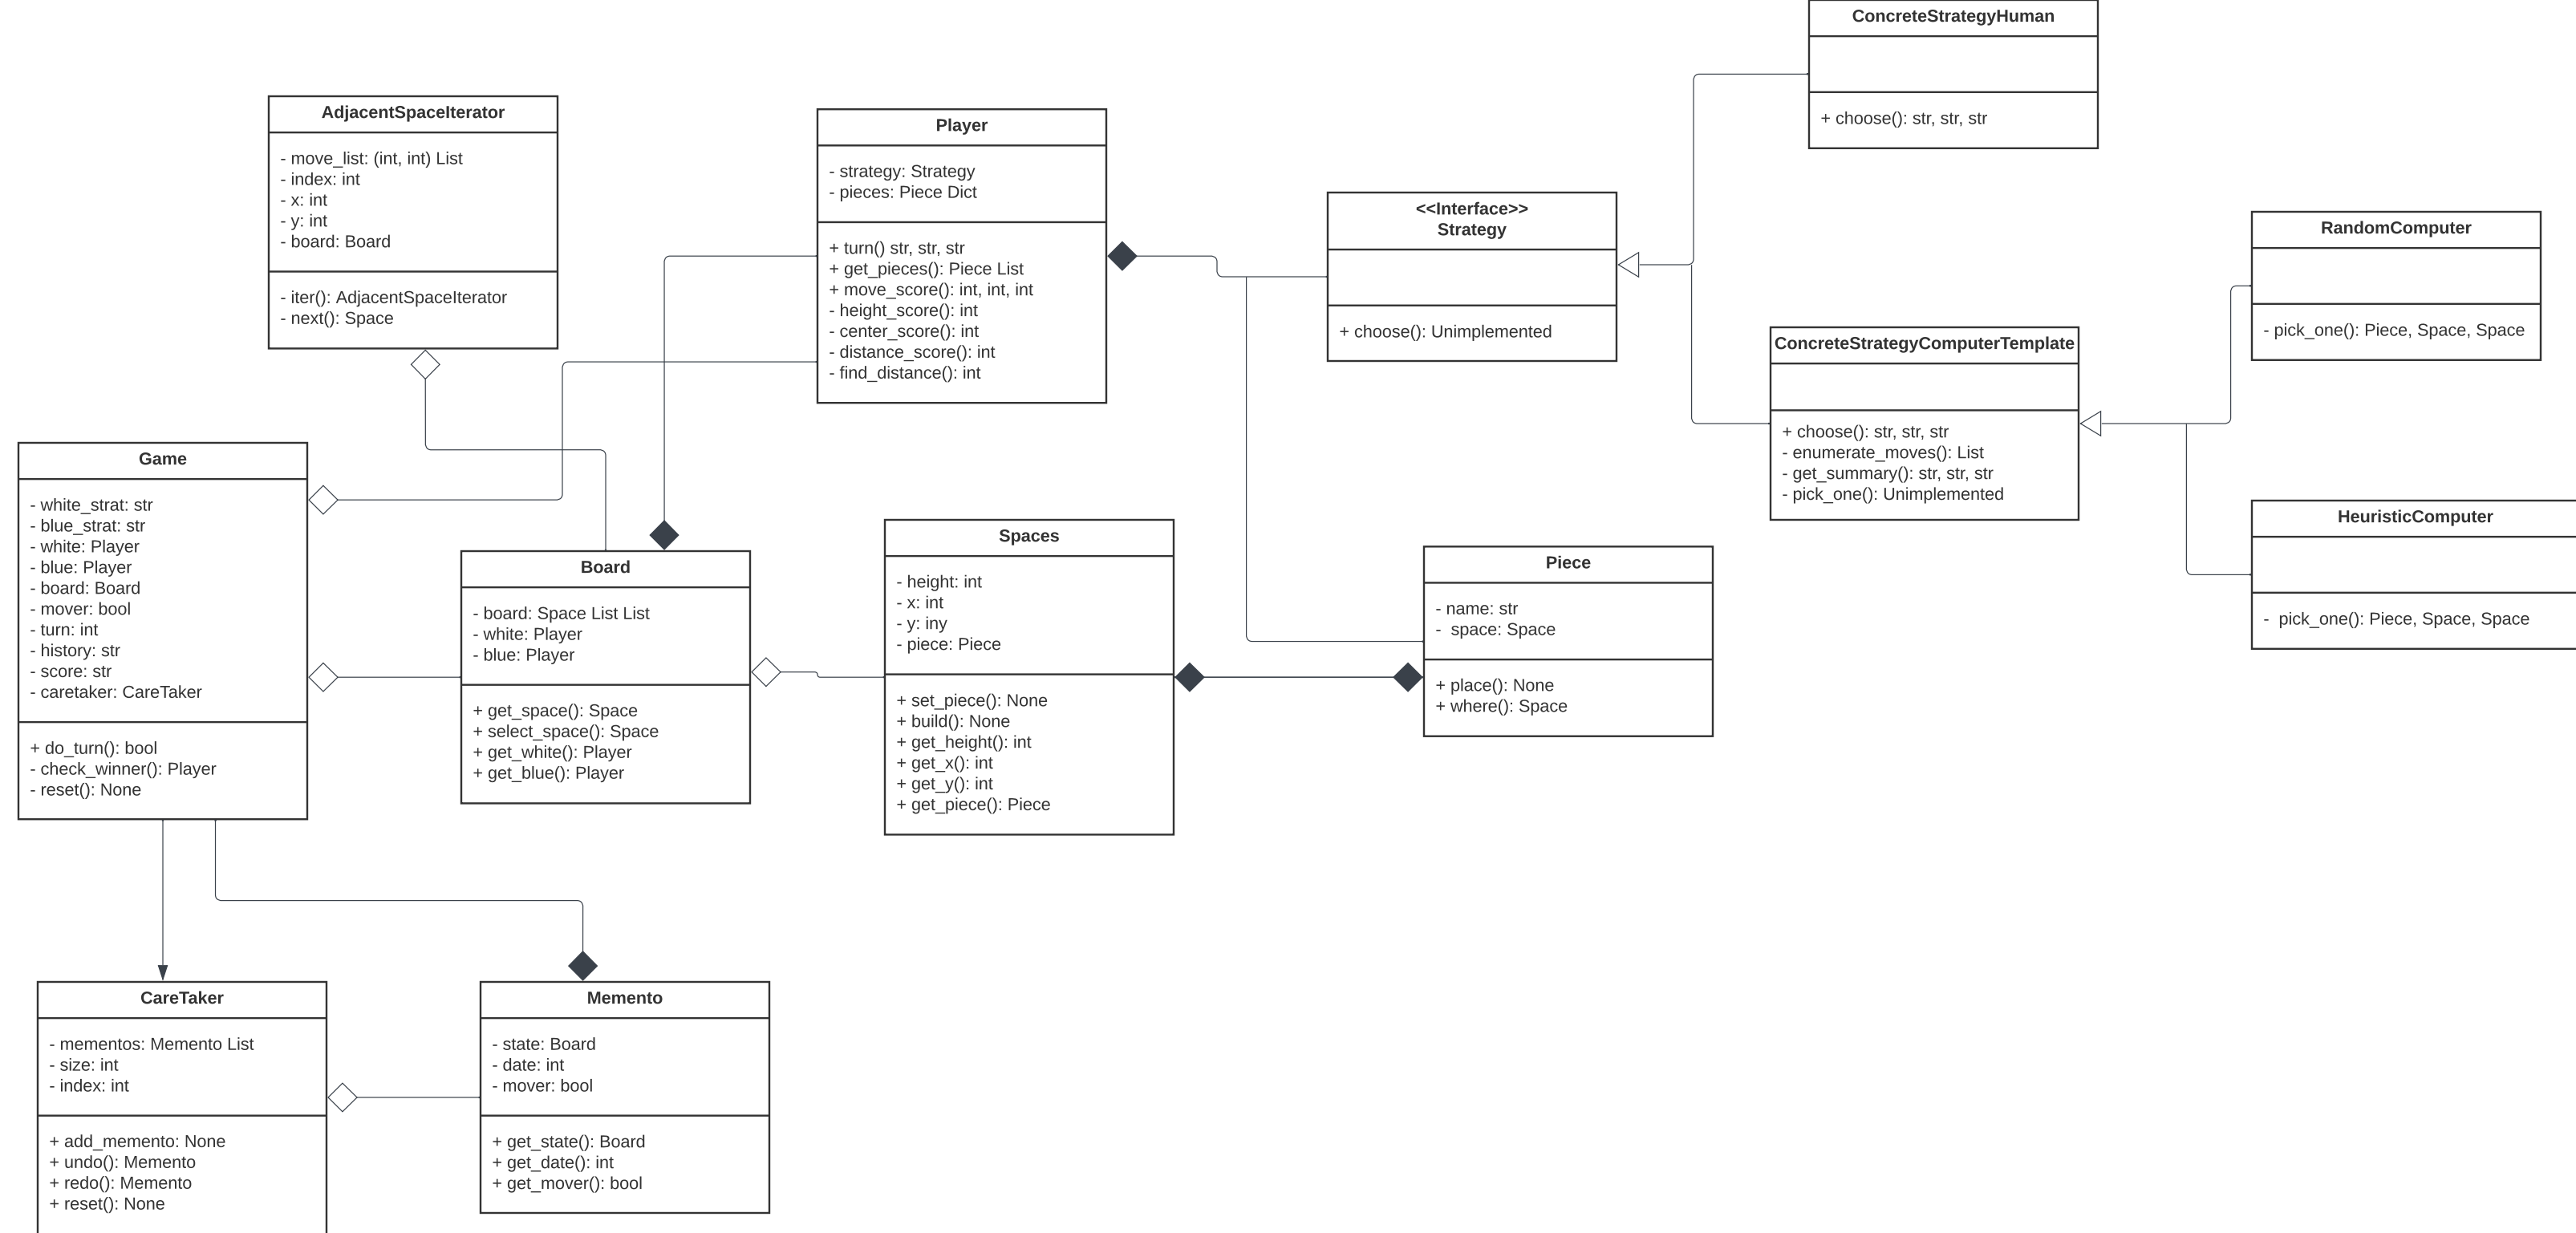 ConcreteStrategyHuman
+ choose(): str, str, str
AdjacentSpaceIterator
- move_list: (int, int) List
- index: int
- x: int
- y: int
- board: Board
- iter(): AdjacentSpaceIterator
- next(): Space
Player
- strategy: Strategy
- pieces: Piece Dict
+ turn() str, str, str
+ get_pieces(): Piece List
+ move_score(): int, int, int
- height_score(): int
- center_score(): int
- distance_score(): int
- find_distance(): int
<<Interface>>
Strategy
+ choose(): Unimplemented
RandomComputer
- pick_one(): Piece, Space, Space
ConcreteStrategyComputerTemplate
+ choose(): str, str, str
- enumerate_moves(): List
- get_summary(): str, str, str
- pick_one(): Unimplemented
HeuristicComputer
-  pick_one(): Piece, Space, Space
Game
- white_strat: str
- blue_strat: str
- white: Player
- blue: Player
- board: Board
- mover: bool
- turn: int
- history: str
- score: str
- caretaker: CareTaker
+ do_turn(): bool
- check_winner(): Player
- reset(): None
Board
- board: Space List List
- white: Player
- blue: Player
+ get_space(): Space
+ select_space(): Space
+ get_white(): Player
+ get_blue(): Player
Spaces
- height: int
- x: int
- y: iny
- piece: Piece
+ set_piece(): None
+ build(): None
+ get_height(): int
+ get_x(): int
+ get_y(): int
+ get_piece(): Piece
Piece
- name: str
-  space: Space
+ place(): None
+ where(): Space
CareTaker
- mementos: Memento List
- size: int
- index: int
+ add_memento: None
+ undo(): Memento
+ redo(): Memento
+ reset(): None
Memento
- state: Board
- date: int
- mover: bool
+ get_state(): Board
+ get_date(): int
+ get_mover(): bool